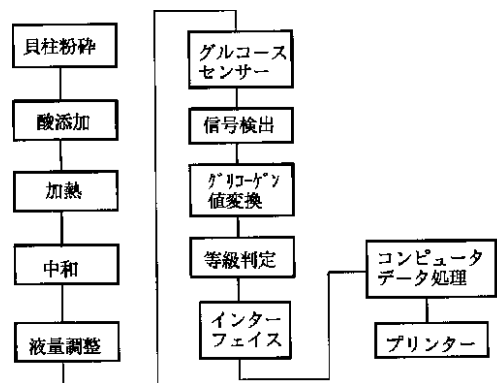 貝柱粉砕
酸添加
加熱
中和
液量調整
グルコース
センサー
信号検出
ｸﾞﾘｺｰｹﾞﾝ
値変換
等級判定
インター
フェイス
コンピュータ
データ処理
プリンター